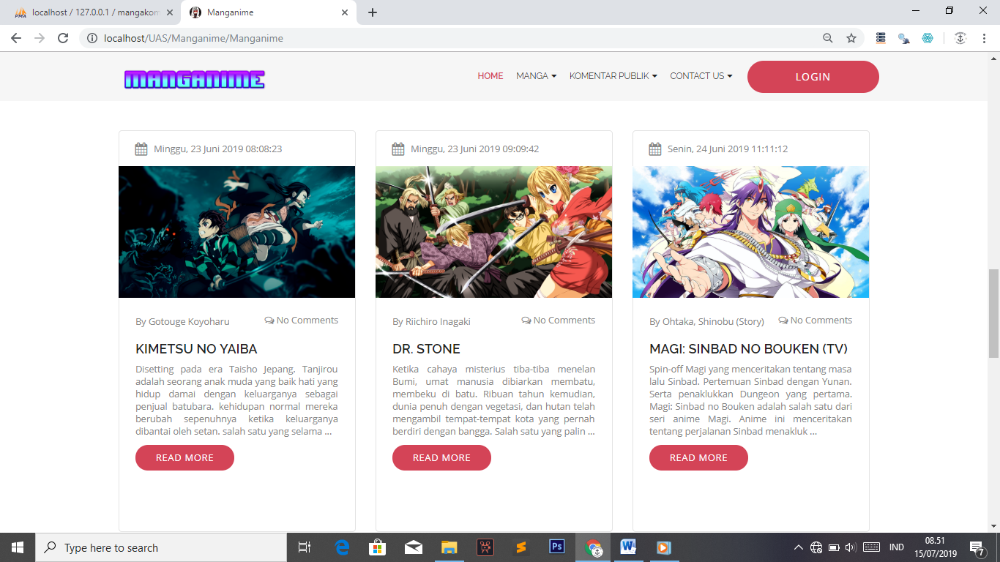 localhost / 127.0.0.1 / mangakom
Manganime
localhost/UAS/Manganime/Manganime
MANGANIME
HOME
MANGA
KOMENTAR PUBLIK
CONTACT US
LOGIN
Minggu, 23 Juni 2019 08:08:23
By Gotouge Koyoharu
No Comments
KIMETSU NO YAIBA
Disetting pada era Taisho Jepang. Tanjirou
adalah seorang anak muda yang baik hati yang
hidup damai dengan keluarganya sebagai
penjual batubara. kehidupan normal mereka
berubah sepenuhnya ketika keluarganya
dibantai oleh setan. salah satu yang selama ...
READ MORE
Minggu, 23 Juni 2019 09:09:42
By Riichiro Inagaki
No Comments
DR. STONE
Ketika cahaya misterius tiba-tiba menelan
Bumi, umat manusia dibiarkan membatu,
membeku di batu. Ribuan tahun kemudian,
dunia penuh dengan vegetasi, dan hutan telah
mengambil tempat-tempat kota yang pernah
berdiri dengan bangga. Salah satu yang palin ...
READ MORE
Senin, 24 Juni 2019 11:11:12
By Ohtaka, Shinobu (Story)
No Comments
MAGI: SINBAD NO BOUKEN (TV)
Spin-off Magi yang menceritakan tentang masa
lalu Sinbad. Pertemuan Sinbad dengan Yunan.
Serta penaklukkan Dungeon yang pertama.
Magi: Sinbad no Bouken adalah salah satu dari
seri anime Magi. Anime ini menceritakan
tentang perjalanan Sinbad menakluk ...
READ MORE
Type here to search
Ps
IND
08.51
15/07/2019
7